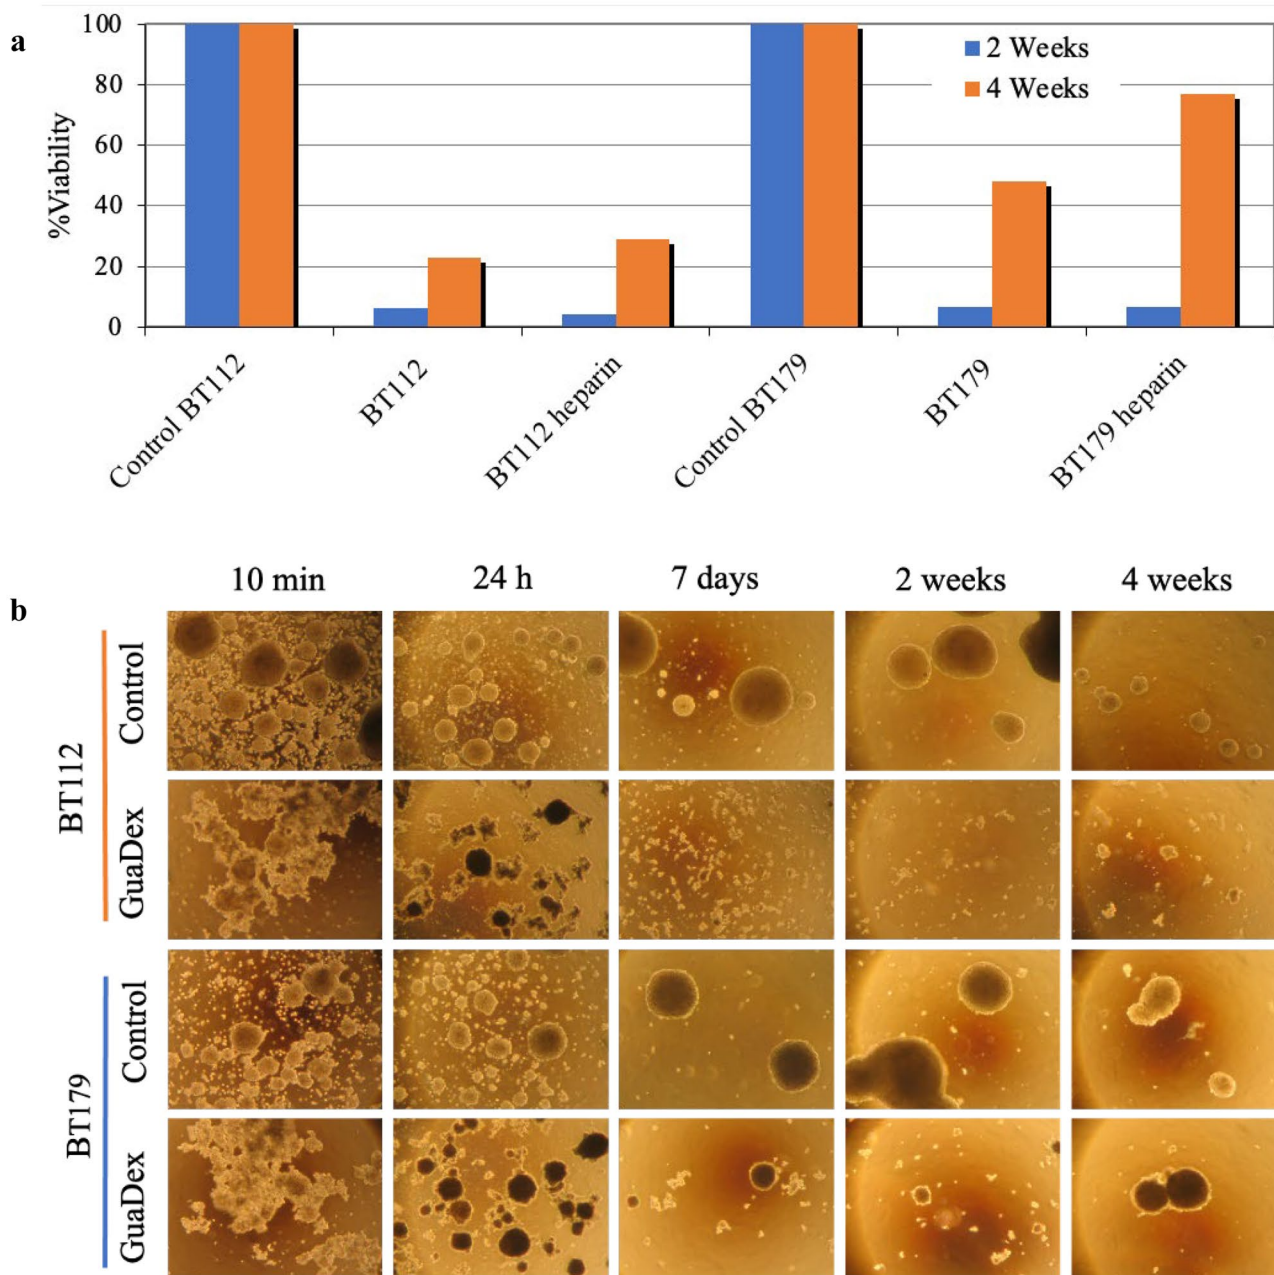 a
100
80
60
40
20
0
%Viability
2 Weeks
4 Weeks
Control BT112
BT112
BT112 heparin
Control BT179
BT179
BT179 heparin
b
10 min
24 h
7 days
2 weeks
4 weeks
BT112
Control
GuaDex
BT179
Control
GuaDex